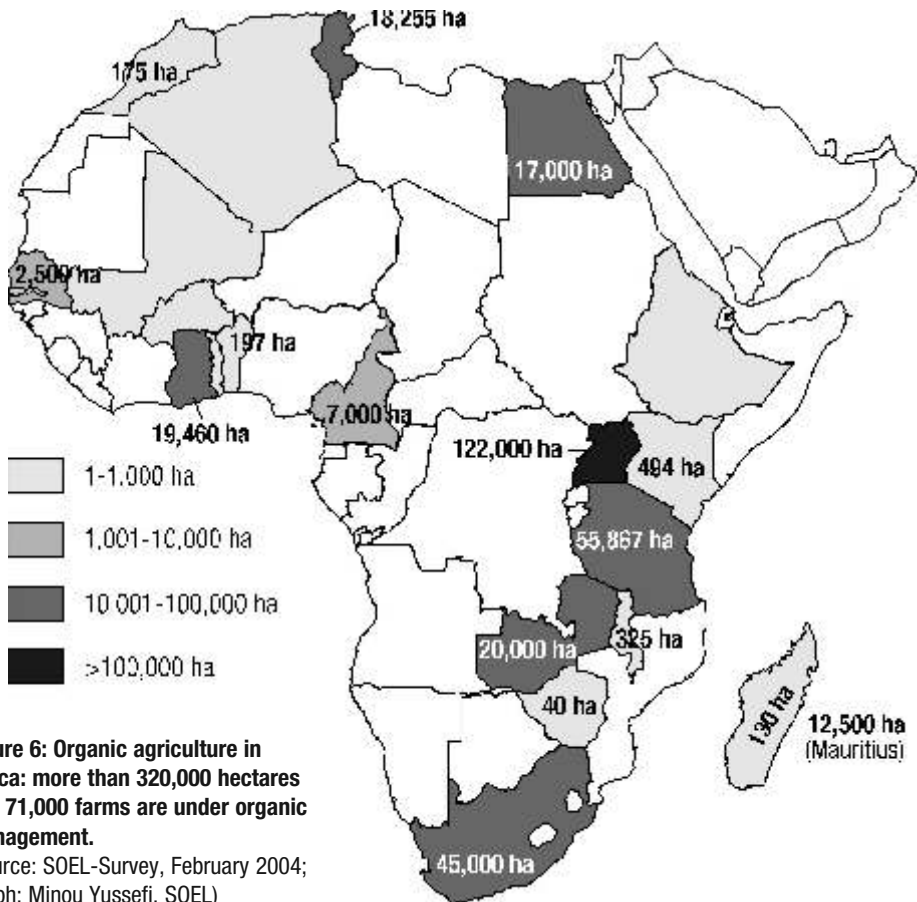 18,255 ha
175 ha
17,000 ha
2,500 ha
197 ha
7,000 ha
19,460 ha
122,000 ha
494 ha
1-1.000 ha
1,001-10,000 ha
55,867 ha
10 001-100,000 ha
325 ha
20,000 ha
>100,000 ha
40 ha
130 ha
12,500 ha
(Mauritius)
ure 6: Organic agriculture in
ca: more than 320,000 hectares
71,000 farms are under organic
nagement.
urce: SOEL-Survey, February 2004;
ph: Minou Yussefi, SOEL)
45,000 ha